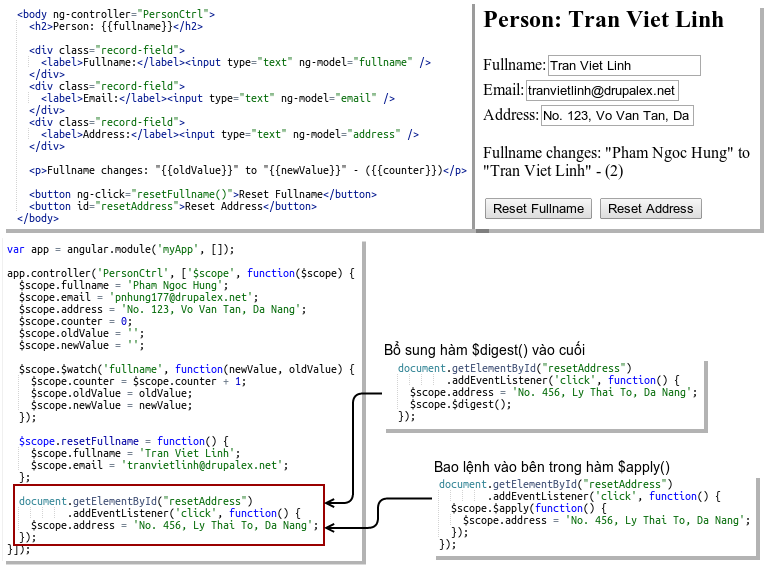 <body ng-controller="PersonCtrl">
<h2>Person: {{fullname}}</h2>
<div class="record-field">
<label>Fullname:</label><input type="text" ng-model="fullname" />
</div>
<div class="record-field">
<label>Email:</label><input type="text" ng-model="email" />
</div>
<div class="record-field">
<label>Address:</label><input type="text" ng-model="address" />
</div>
<p>Fullname changes: "{{oldValue}}" to "{{newValue}}" - ({{counter}})</p>
<button ng-click="resetFullname()">Reset Fullname</button>
<button id="resetAddress">Reset Address</button>
</body>
Person: Tran Viet Linh
Fullname: Tran Viet Linh
Email: tranvietlinh@drupalex.net
Address: No. 123, Vo Van Tan, Da
Fullname changes: "Pham Ngoc Hung" to
"Tran Viet Linh" - (2)
Reset Fullname Reset Address
var app = angular.module('myApp', []);
app.controller('PersonCtrl', ['$scope', function($scope) {
$scope.fullname = 'Pham Ngoc Hung';
$scope.email = 'pnhung177@drupalex.net';
$scope.address = 'No. 123, Vo Van Tan, Da Nang';
$scope.counter = 0;
$scope.oldValue = '';
$scope.newValue = '';
$scope.$watch('fullname', function(newValue, oldValue) {
$scope.counter = $scope.counter + 1;
$scope.oldValue = oldValue;
$scope.newValue = newValue;
});
$scope.resetFullname = function() {
$scope.fullname = 'Tran Viet Linh';
$scope.email = 'tranvietlinh@drupalex.net';
};
document.getElementById("resetAddress")
.addEventListener('click', function() {
$scope.address = 'No. 456, Ly Thai To, Da Nang';
});
}]);
Bổ sung hàm $digest() vào cuối
document.getElementById("resetAddress")
.addEventListener('click', function() {
$scope.address = 'No. 456, Ly Thai To, Da Nang';
$scope.$digest();
});
Bao lệnh vào bên trong hàm $apply()
document.getElementById("resetAddress")
.addEventListener('click', function() {
$scope.$apply(function() {
$scope.address = 'No. 456, Ly Thai To, Da Nang';
});
});